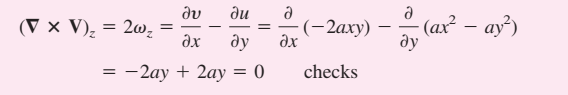 (∇ × V)_z = 2ω_z = ∂v/∂x − ∂u/∂y = ∂/∂x (−2axy) − ∂/∂y (ax² − ay²)
= −2ay + 2ay = 0 checks